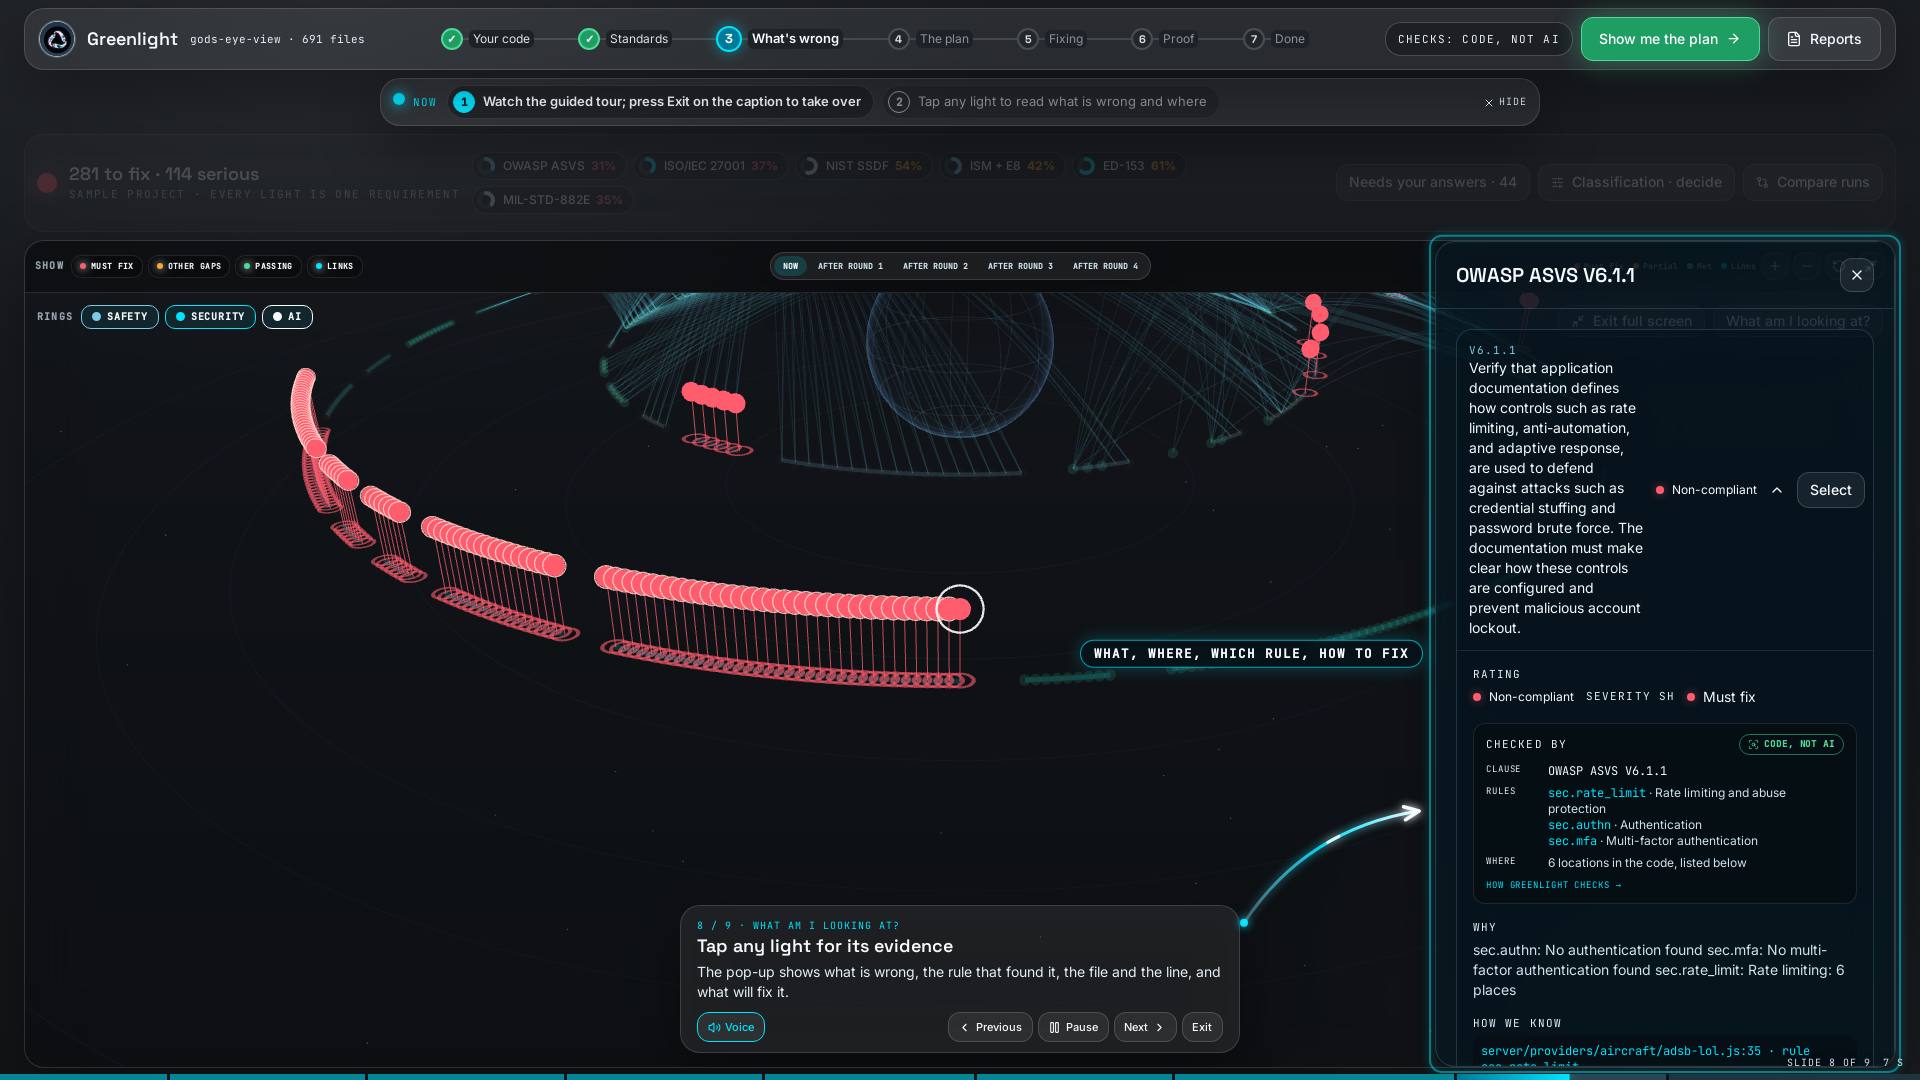 Greenlight
gods-eye-view · 691 files
✓ Your code
✓ Standards
3 What's wrong
4 The plan
5 Fixing
6 Proof
7 Done
CHECKS: CODE, NOT AI
Show me the plan →
Reports
NOW
1 Watch the guided tour; press Exit on the caption to take over
2 Tap any light to read what is wrong and where
× HIDE
281 to fix · 114 serious
SAMPLE PROJECT · EVERY LIGHT IS ONE REQUIREMENT
OWASP ASVS 31%
ISO/IEC 27001 37%
NIST SSDF 54%
ISM + E8 42%
ED-153 61%
MIL-STD-882E 35%
Needs your answers · 44
Classification · decide
Compare runs
SHOW
MUST FIX
OTHER GAPS
PASSING
LINKS
NOW
AFTER ROUND 1
AFTER ROUND 2
AFTER ROUND 3
AFTER ROUND 4
RINGS
SAFETY
SECURITY
AI
OWASP ASVS V6.1.1
Partial
Met
Links
Exit full screen
What am I looking at?
V6.1.1
Verify that application
documentation defines
how controls such as rate
limiting, anti-automation,
and adaptive response,
are used to defend
against attacks such as
credential stuffing and
password brute force. The
documentation must make
clear how these controls
are configured and
prevent malicious account
lockout.
Non-compliant
Select
RATING
Non-compliant SEVERITY SH Must fix
CHECKED BY
CODE, NOT AI
CLAUSE OWASP ASVS V6.1.1
RULES sec.rate_limit · Rate limiting and abuse
protection
sec.authn · Authentication
sec.mfa · Multi-factor authentication
WHERE 6 locations in the code, listed below
HOW GREENLIGHT CHECKS →
WHY
sec.authn: No authentication found sec.mfa: No multi-
factor authentication found sec.rate_limit: Rate limiting: 6
places
HOW WE KNOW
server/providers/aircraft/adsb-lol.js:35 · rule
sec.rate_limit
WHAT, WHERE, WHICH RULE, HOW TO FIX
8 / 9 · WHAT AM I LOOKING AT?
Tap any light for its evidence
The pop-up shows what is wrong, the rule that found it, the file and the line, and
what will fix it.
Voice
Previous
Pause
Next
Exit
SLIDE 8 OF 9 7 S